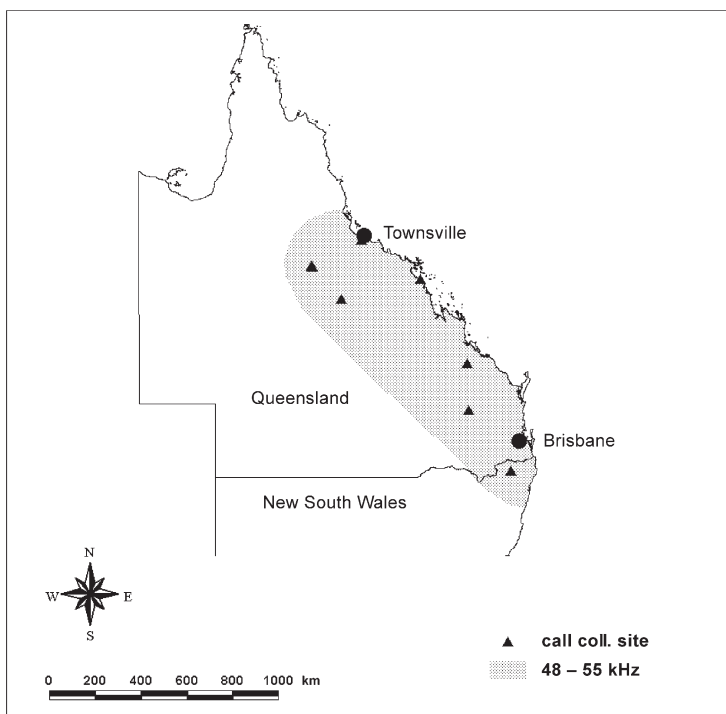 Townsville
Queensland
Brisbane
New South Wales
N
W E
S
call coll. site
48 – 55 kHz
0 200 400 600 800 1000 km